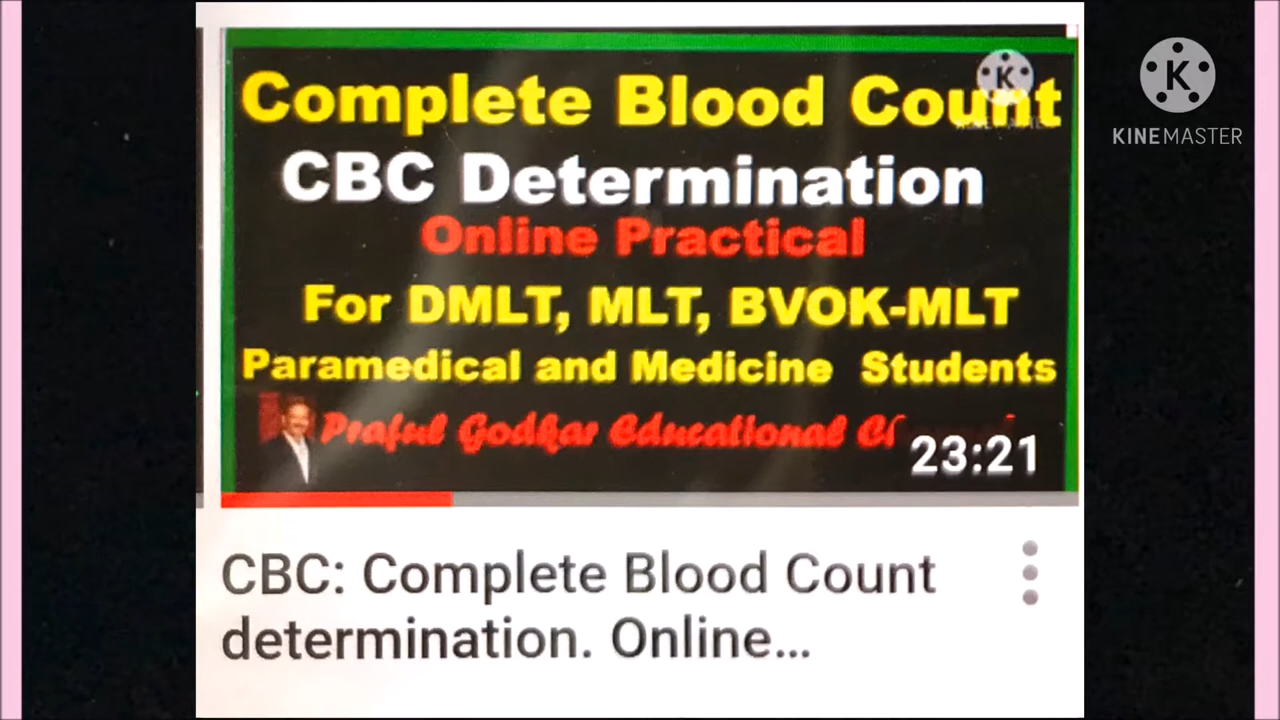 Complete Blood Count
CBC Determination
Online Practical
For DMLT, MLT, BVOK-MLT
Paramedical and Medicine Students
Praful Godkar Educational
23:21
CBC: Complete Blood Count
determination. Online...
K
KINEMASTER